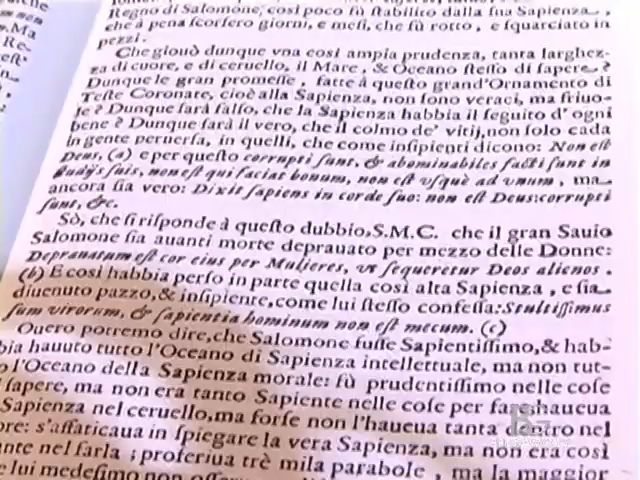 Regno di Salomone, così poco fù ſtabilito dalla ſua Sapienza,
che à pena ſcorſero giorni, e meſi, che fù rotto, e ſquarciato in
pezzi.
Che giouò dunque vna così ampia prudenza, tanta larghez-
za di cuore, e di ceruello, il Mare, & Oceano ſteſſo di ſapere?
Dunque le gran promeſſe, fatte à queſto grand'Ornamento di
Teſte Coronate, cioè alla Sapienza, non ſono veraci, ma friuo-
le? Dunque ſarà falſo, che la Sapienza habbia il ſeguito d'ogni
bene? Dunque ſarà il vero, che il colmo de' vitij, non ſolo cada
in gente peruerſa, in quelli, che come inſipienti dicono: Non eſt
Deus, (a) e per queſto corrupti ſunt, & abominabiles facti ſunt in
ſtudijs ſuis, non eſt qui faciat bonum, non eſt vſquè ad vnum, ma
ancora ſia vero: Dixit ſapiens in corde ſuo: non eſt Deus: corrupti
ſunt, &c.
Sò, che ſi riſponde à queſto dubbio, S.M.C. che il gran Sauio
Salomone ſia auanti morte deprauato per mezzo delle Donne:
Deprauatum eſt cor eius per Mulieres, vt ſequeretur Deos alienos.
(b) E così habbia perſo in parte quella così alta Sapienza, e ſia
diuenuto pazzo, & inſipiente, come lui ſteſſo confeſſa: Stultiſſimus
ſum virorum, & ſapientia hominum non eſt mecum. (c)
Ouero potremo dire, che Salomone fuſſe Sapientiſſimo, & hab-
bia hauuto tutto l'Oceano di Sapienza intellettuale, ma non tut-
o l'Oceano della Sapienza morale: fù prudentiſſimo nelle coſe
ſapere, ma non era tanto Sapiente nelle coſe per fare: haueua
Sapienza nel ceruello, ma forſe non l'haueua tanta dentro nel
ore: s'affaticaua in ſpiegare la vera Sapienza, ma non era così
ante nel farla; proferiua trè mila parabole, ma la maggior
e lui medeſimo non